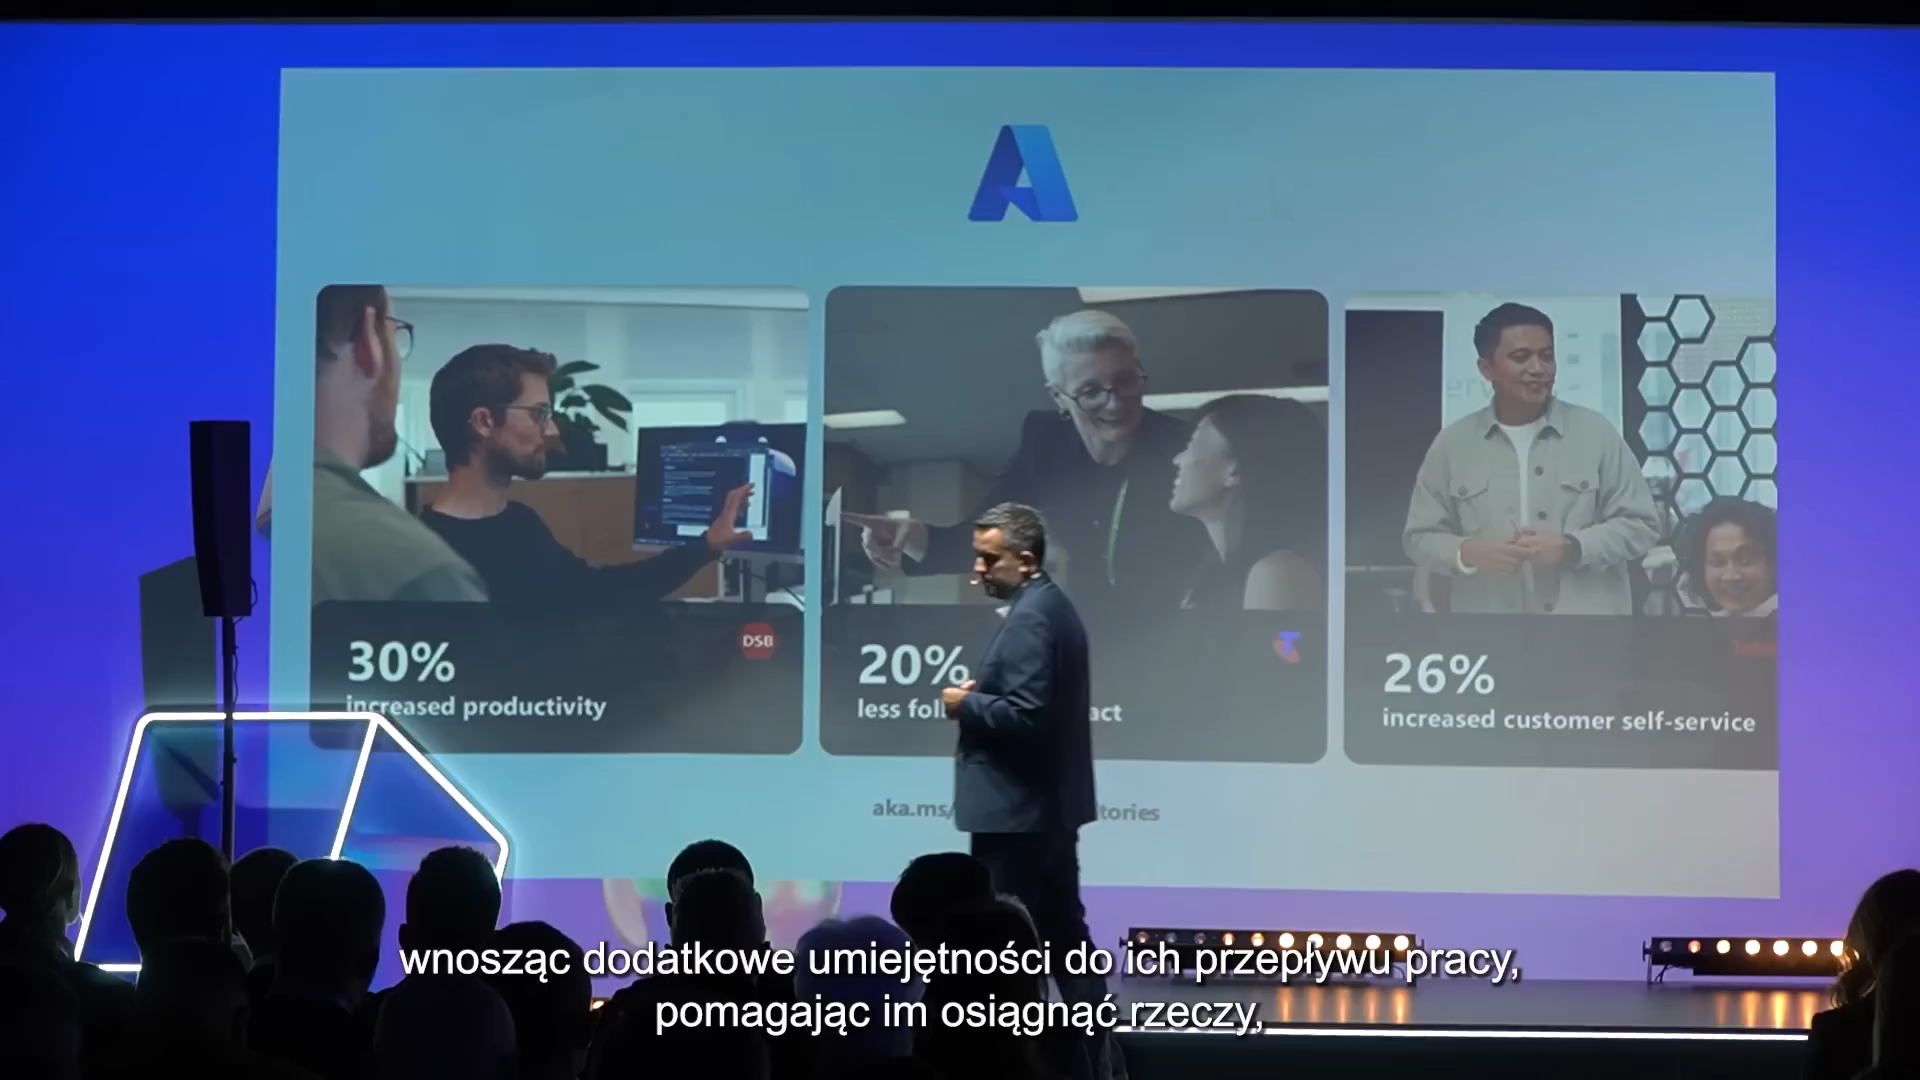 30%
increased productivity
DSB
20%
less fol act
26%
increased customer self-service
aka.ms/ tories
wnosząc dodatkowe umiejętności do ich przepływu pracy,
pomagając im osiągnąć rzeczy,